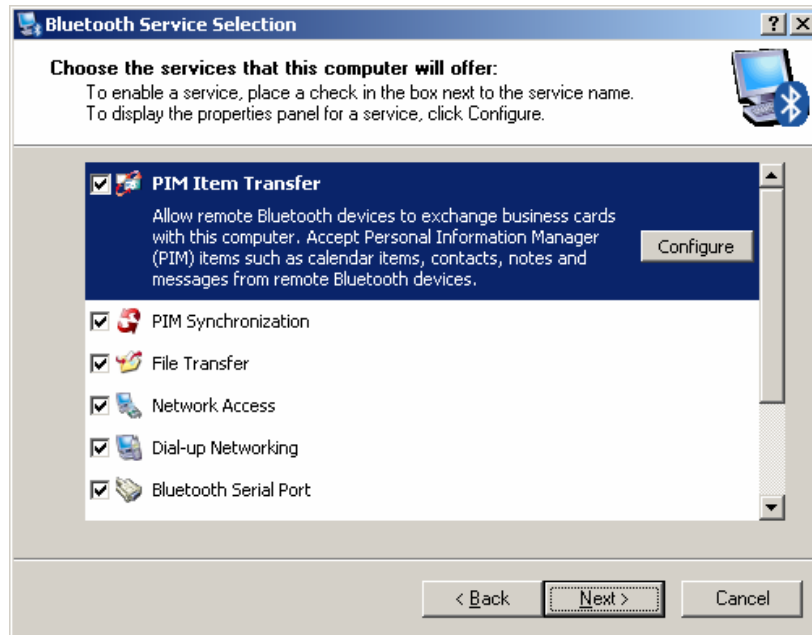 Bluetooth Service Selection
Choose the services that this computer will offer:
To enable a service, place a check in the box next to the service name.
To display the properties panel for a service, click Configure.
PIM Item Transfer
Allow remote Bluetooth devices to exchange business cards
with this computer. Accept Personal Information Manager
(PIM) items such as calendar items, contacts, notes and
messages from remote Bluetooth devices.
Configure
PIM Synchronization
File Transfer
Network Access
Dial-up Networking
Bluetooth Serial Port
< Back
Next >
Cancel